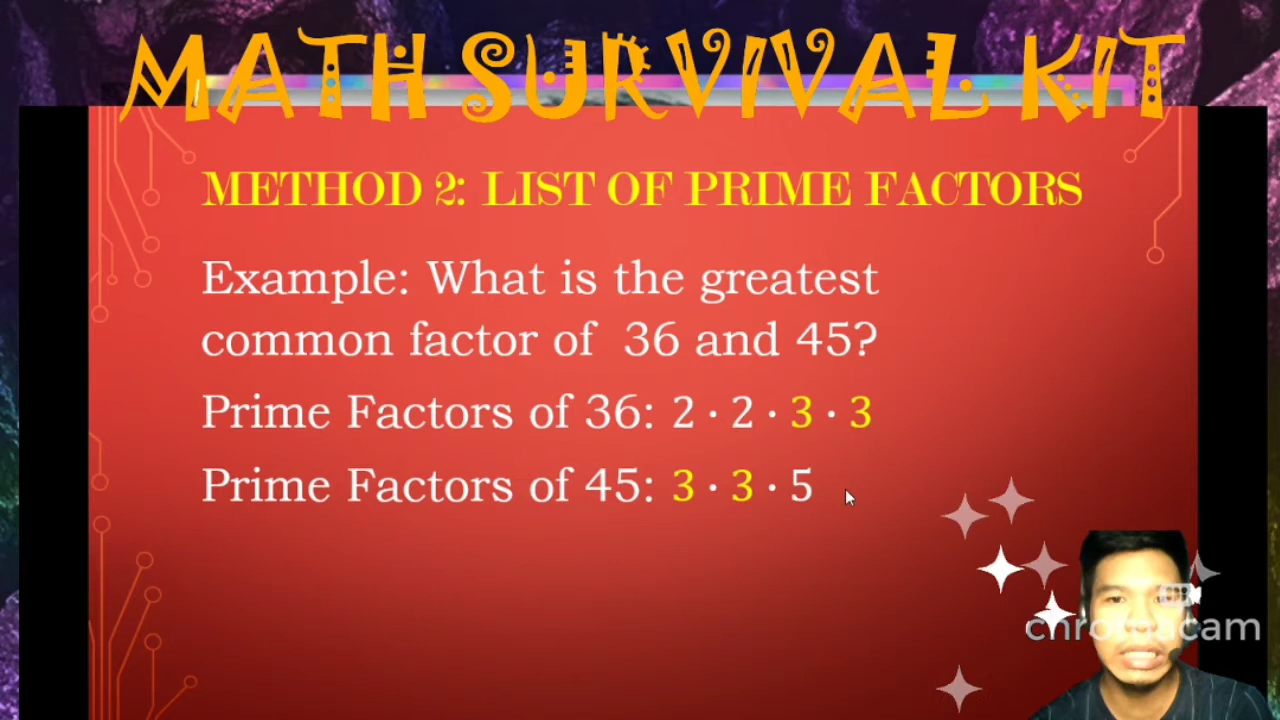 MATH SURVIVAL KIT
METHOD 2: LIST OF PRIME FACTORS
Example: What is the greatest
common factor of 36 and 45?
Prime Factors of 36: 2 · 2 · 3 · 3
Prime Factors of 45: 3 · 3 · 5
chromacam